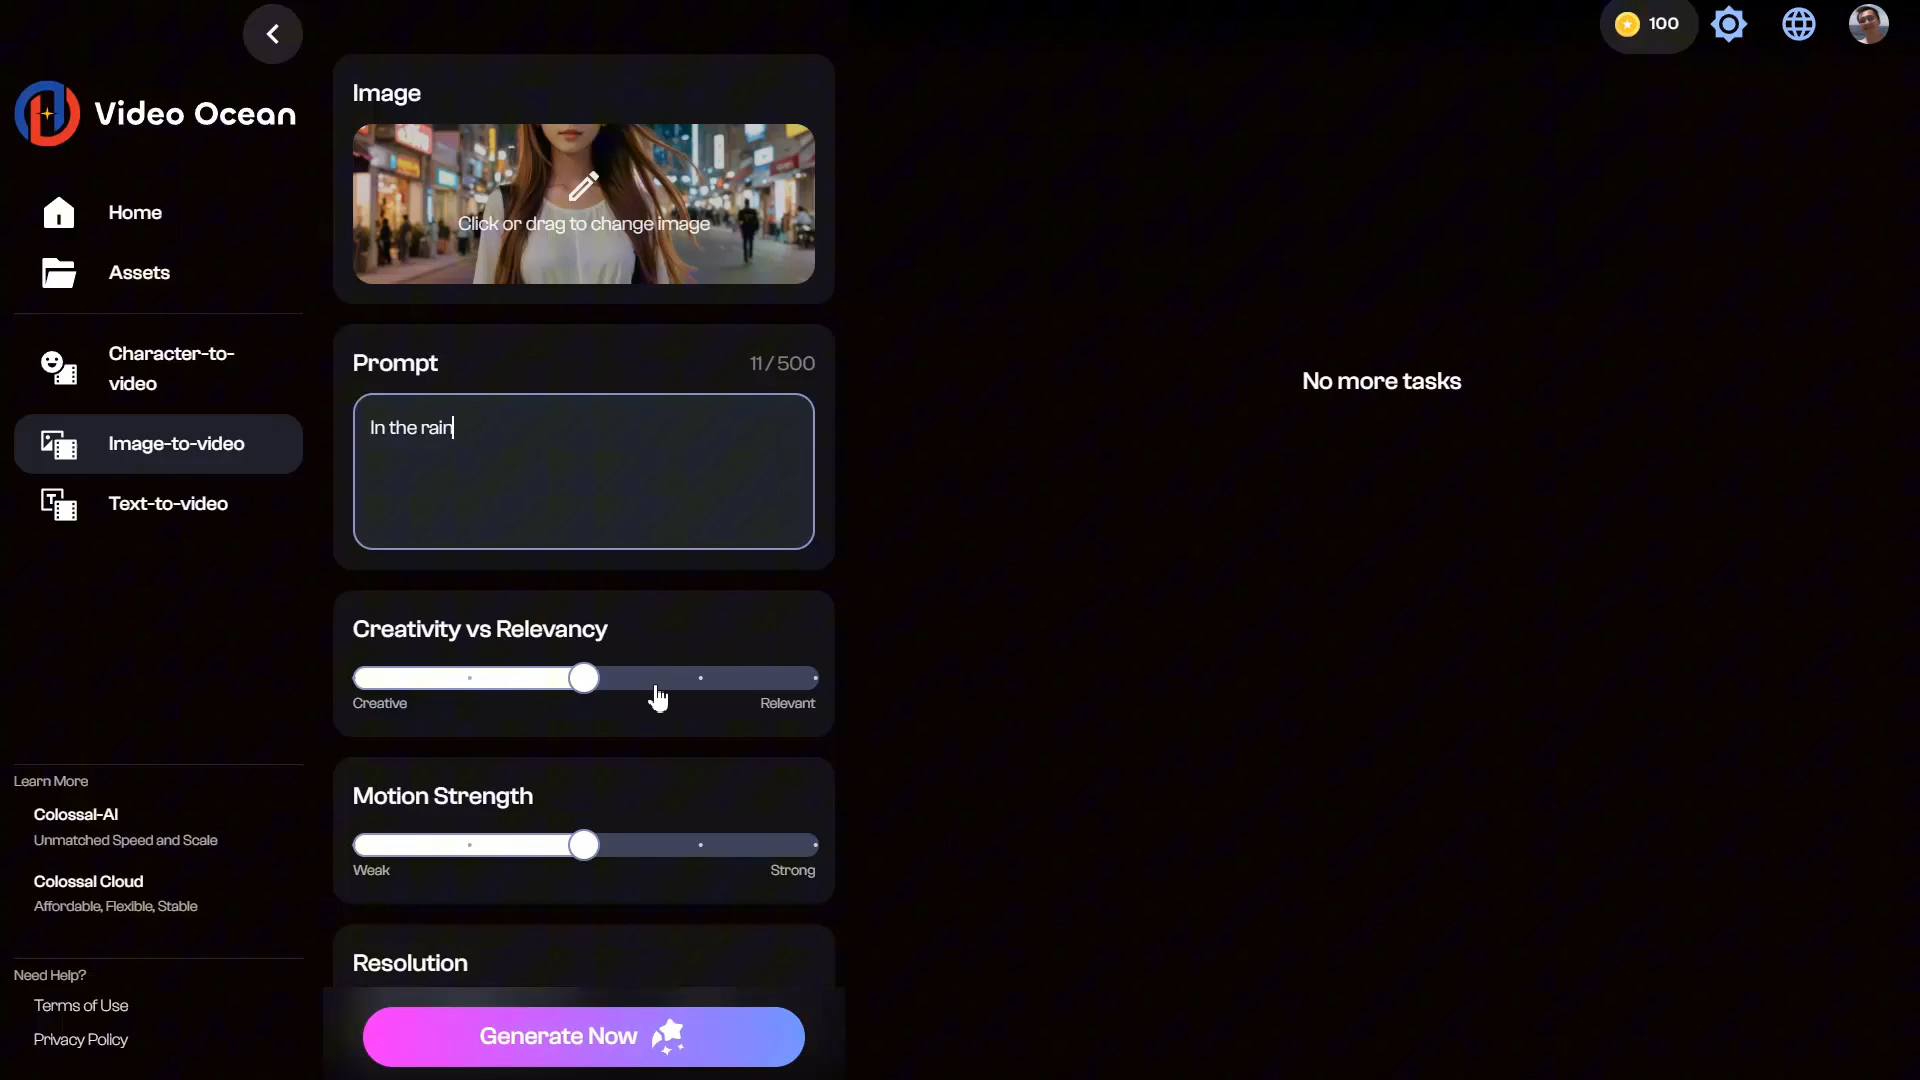 100
Video Ocean
Home
Assets
Character-to-
video
Image-to-video
Text-to-video
Learn More
Colossal-AI
Unmatched Speed and Scale
Colossal Cloud
Affordable, Flexible, Stable
Need Help?
Terms of Use
Privacy Policy
Image
Click or drag to change image
Prompt
11 / 500
In the rain
Creativity vs Relevancy
Creative
Relevant
Motion Strength
Weak
Strong
Resolution
Generate Now
No more tasks